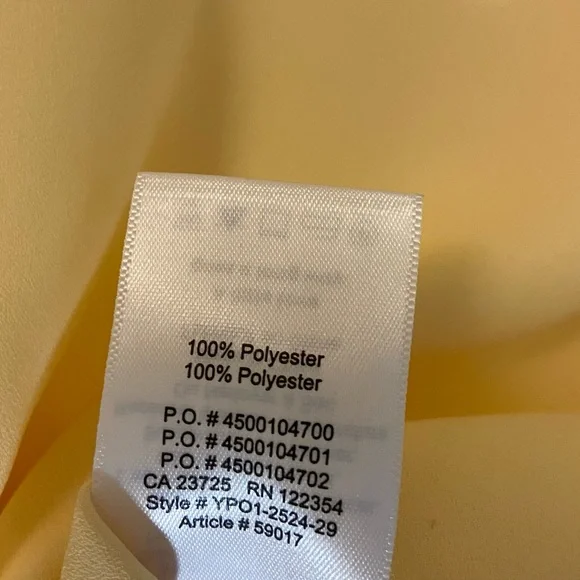 100% Polyester
100% Polyester
P.O. # 4500104700
P.O. # 4500104701
P.O. # 4500104702
CA 23725 RN 122354
Style # YPO1-2524-29
Article # 59017